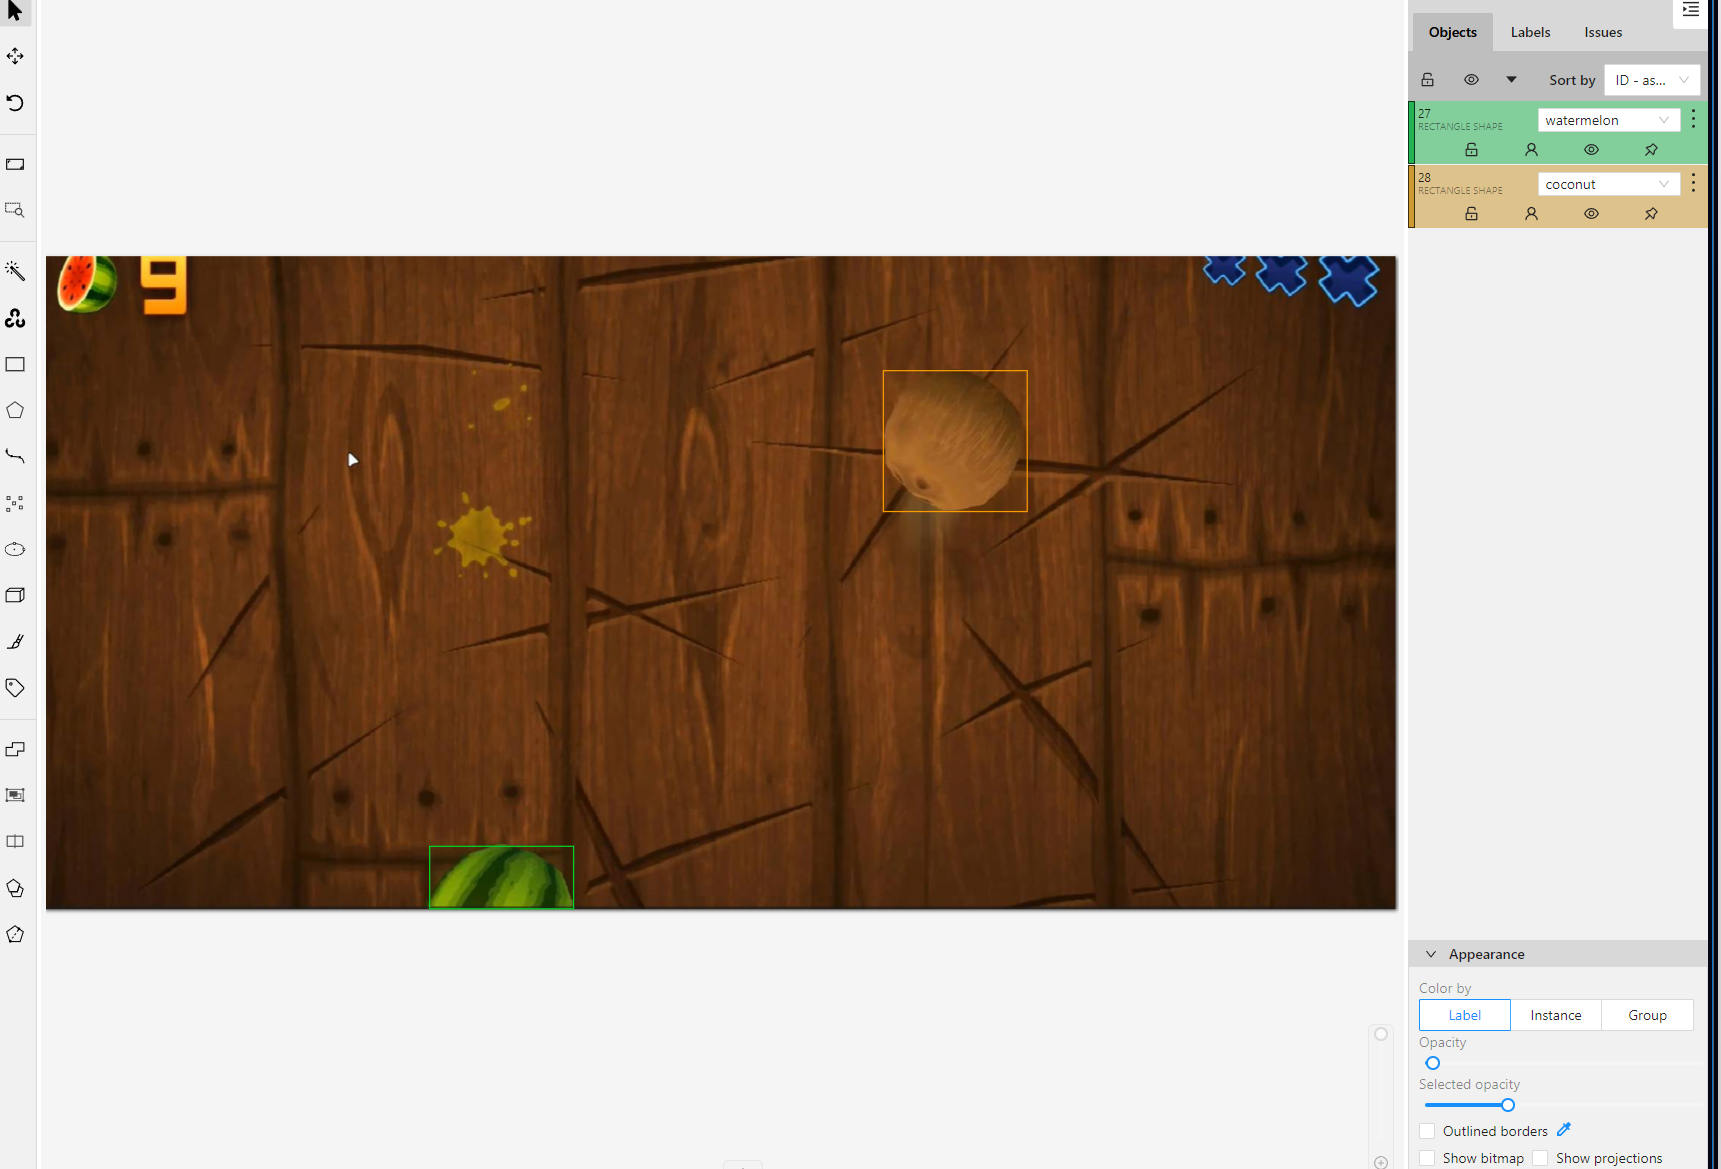 Objects
Labels
Issues
Sort by
ID - as...
27
RECTANGLE SHAPE
watermelon
28
RECTANGLE SHAPE
coconut
9
Appearance
Color by
Label
Instance
Group
Opacity
Selected opacity
Outlined borders
Show bitmap
Show projections